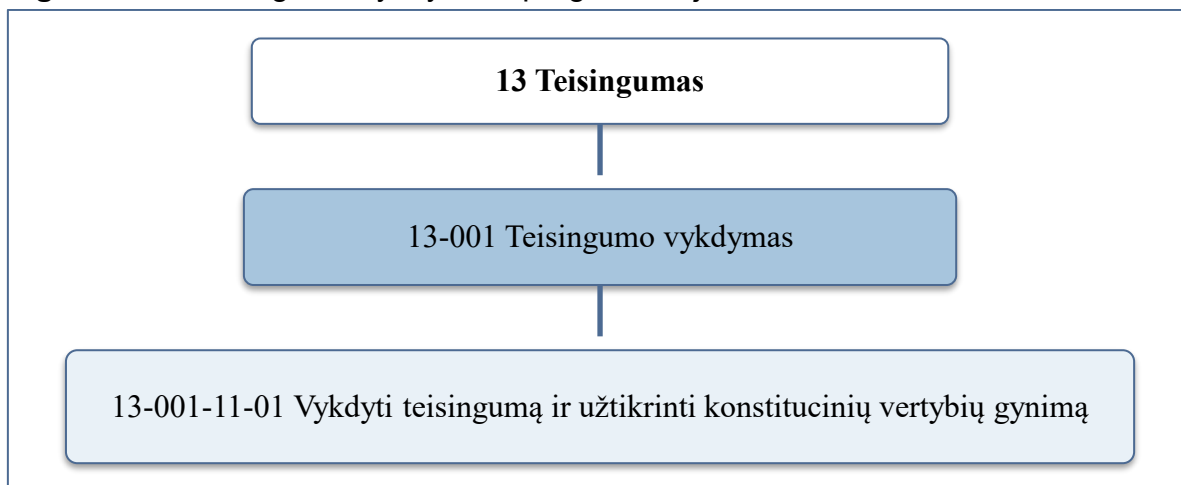 13 Teisingumas
13-001 Teisingumo vykdymas
13-001-11-01 Vykdyti teisingumą ir užtikrinti konstitucinių vertybių gynimą